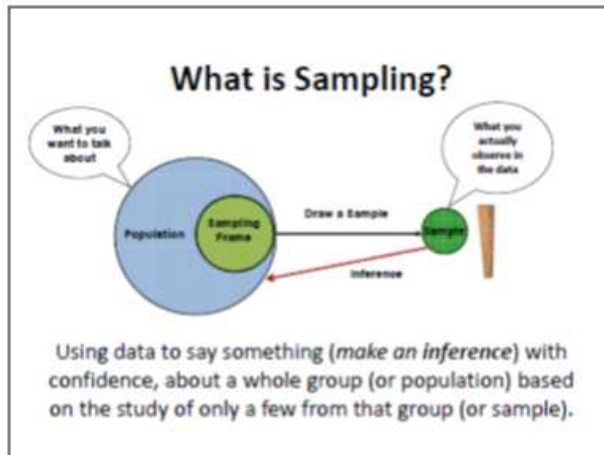 What is Sampling?
What you
want to talk
about
What you
actually
observe in
the data
Population
Sampling
Frame
Draw a Sample
Sample
Inference
Using data to say something (make an inference) with
confidence, about a whole group (or population) based
on the study of only a few from that group (or sample).